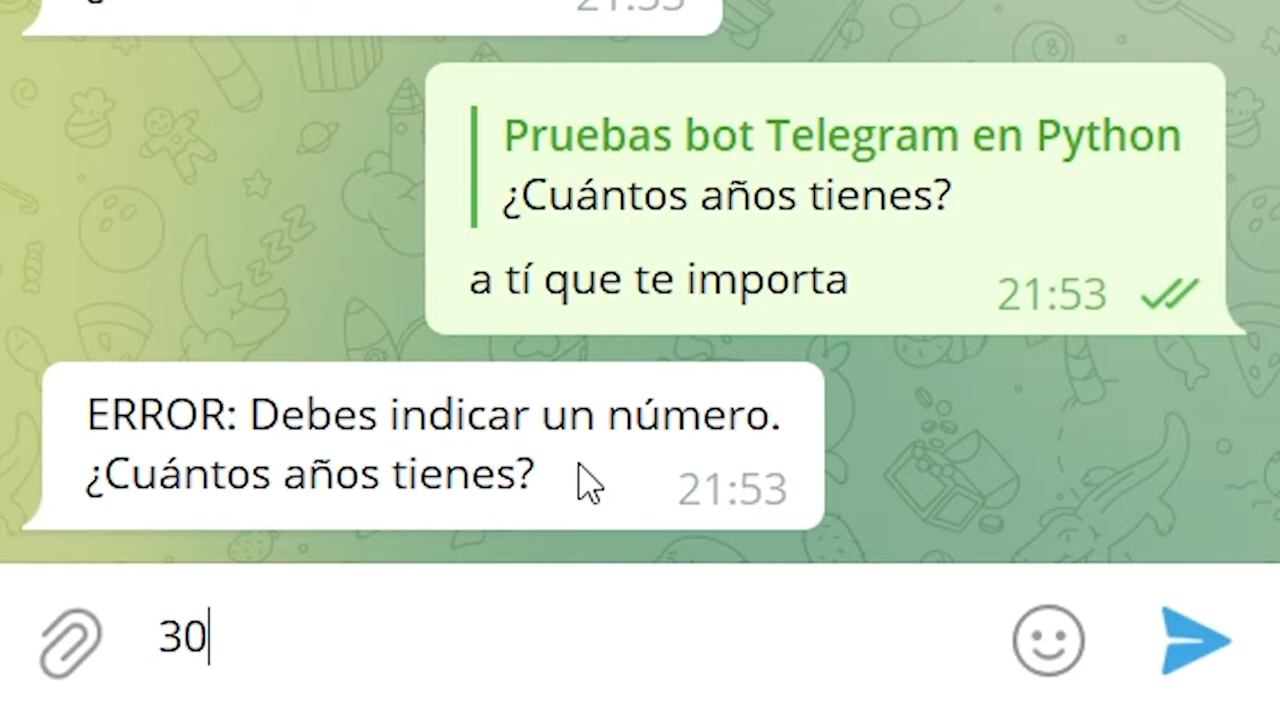 21:53
Pruebas bot Telegram en Python
¿Cuántos años tienes?
a tí que te importa
21:53
ERROR: Debes indicar un número.
¿Cuántos años tienes?
21:53
30